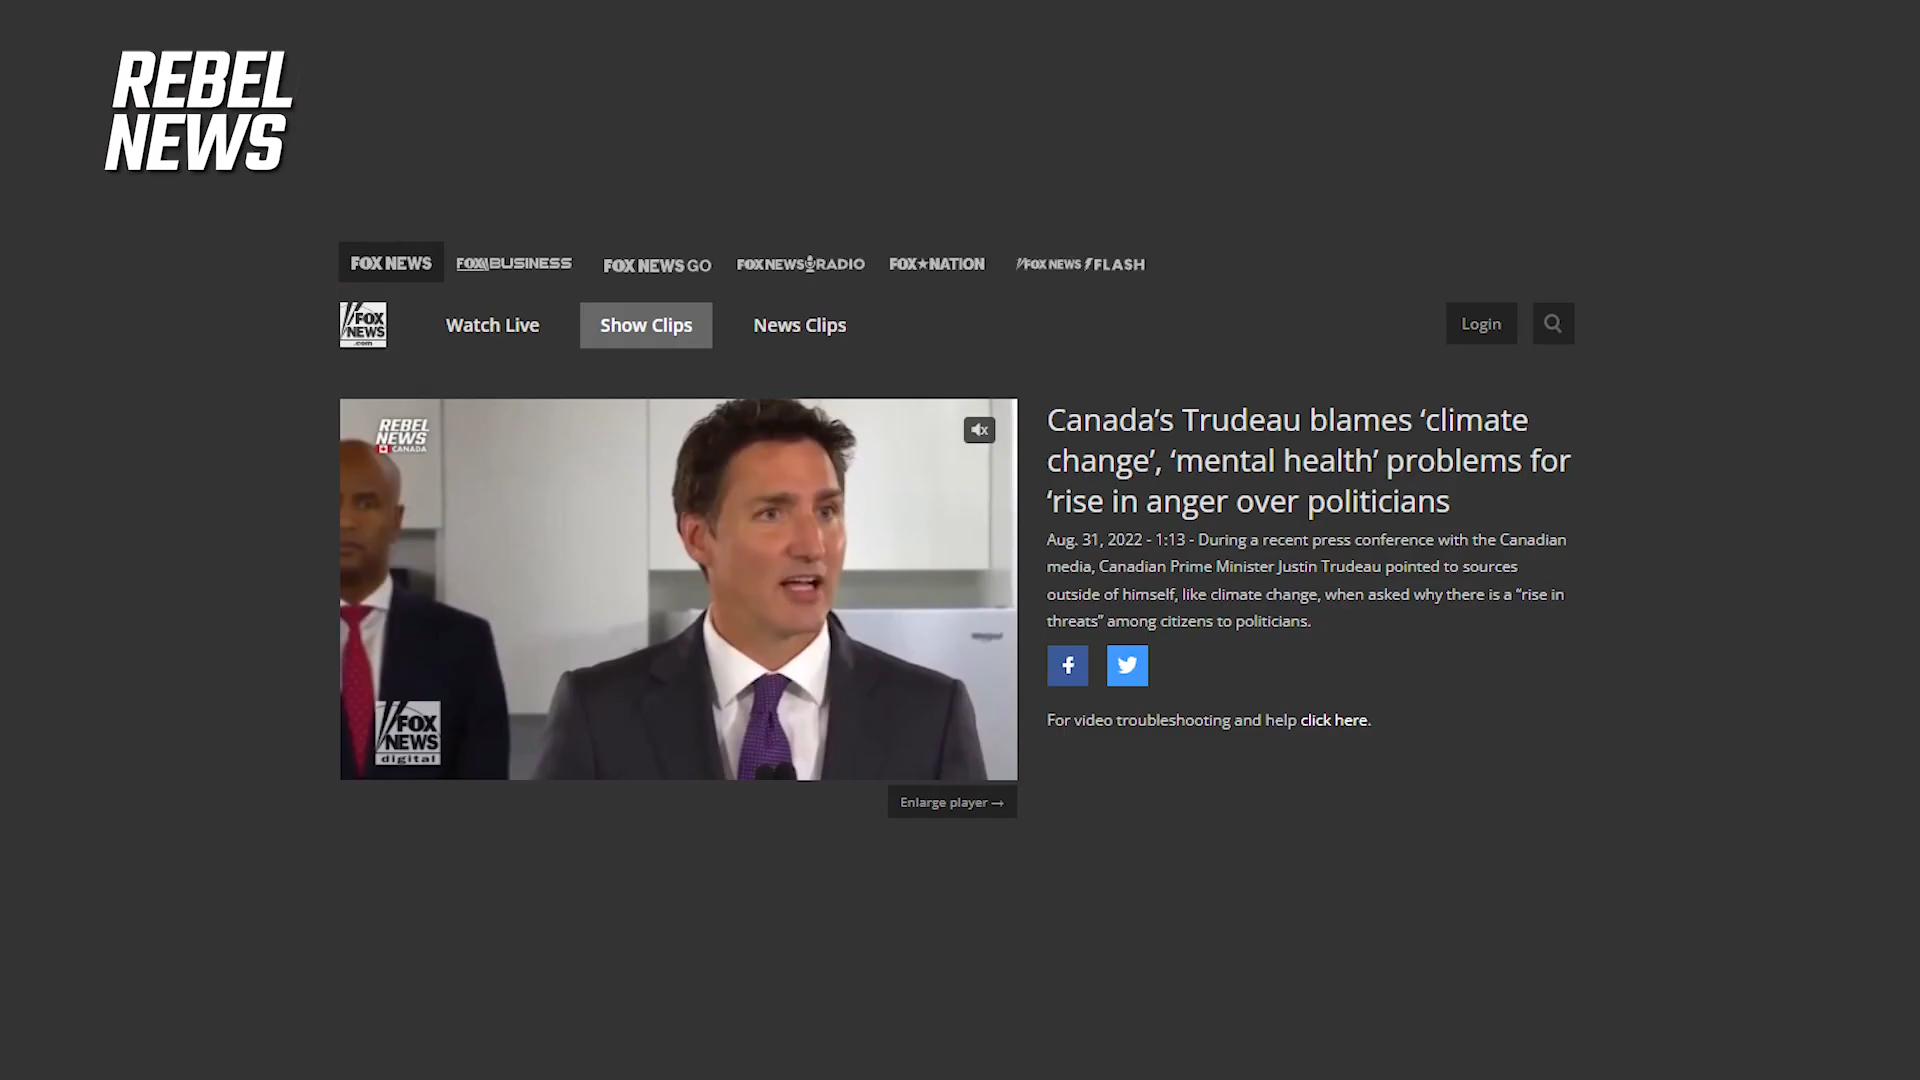 REBEL
NEWS
FOX NEWS
FOX BUSINESS
FOX NEWS GO
FOX NEWS RADIO
FOX NATION
FOX NEWS FLASH
FOX
NEWS
.com
Watch Live
Show Clips
News Clips
Login
REBEL
NEWS
CANADA
FOX
NEWS
digital
Enlarge player →
Canada’s Trudeau blames ‘climate
change’, ‘mental health’ problems for
‘rise in anger over politicians
Aug. 31, 2022 - 1:13 - During a recent press conference with the Canadian
media, Canadian Prime Minister Justin Trudeau pointed to sources
outside of himself, like climate change, when asked why there is a “rise in
threats” among citizens to politicians.
For video troubleshooting and help click here.